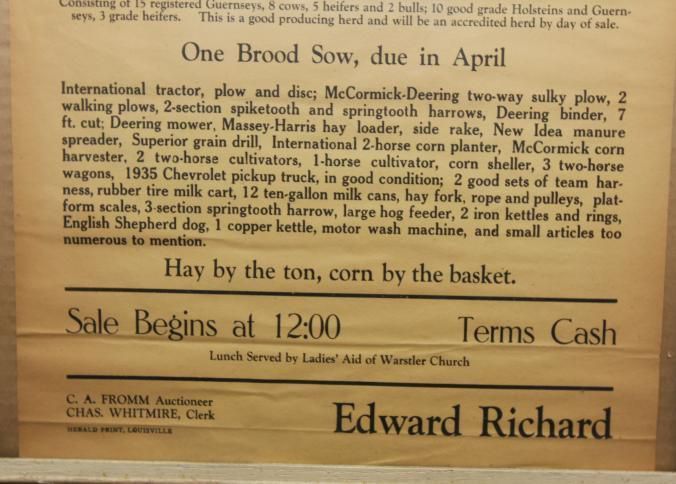 Consisting of 15 registered Guernseys, 8 cows, 5 heifers and 2 bulls; 10 good grade Holsteins and Guern-
seys, 3 grade heifers. This is a good producing herd and will be an accredited herd by day of sale.
One Brood Sow, due in April
International tractor, plow and disc; McCormick-Deering two-way sulky plow, 2
walking plows, 2-section spiketooth and springtooth harrows, Deering binder, 7
ft. cut; Deering mower, Massey-Harris hay loader, side rake, New Idea manure
spreader, Superior grain drill, International 2-horse corn planter, McCormick corn
harvester, 2 two-horse cultivators, 1-horse cultivator, corn sheller, 3 two-horse
wagons, 1935 Chevrolet pickup truck, in good condition; 2 good sets of team har-
ness, rubber tire milk cart, 12 ten-gallon milk cans, hay fork, rope and pulleys, plat-
form scales, 3-section springtooth harrow, large hog feeder, 2 iron kettles and rings,
English Shepherd dog, 1 copper kettle, motor wash machine, and small articles too
numerous to mention.
Hay by the ton, corn by the basket.
Sale Begins at 12:00 Terms Cash
Lunch Served by Ladies' Aid of Warstler Church
C. A. FROMM Auctioneer
CHAS. WHITMIRE, Clerk
HERALD PRINT, LOUISVILLE
Edward Richard